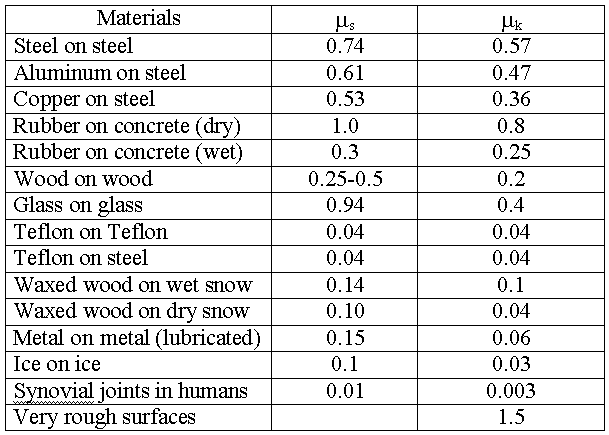 Materials μs μk
Steel on steel 0.74 0.57
Aluminum on steel 0.61 0.47
Copper on steel 0.53 0.36
Rubber on concrete (dry) 1.0 0.8
Rubber on concrete (wet) 0.3 0.25
Wood on wood 0.25-0.5 0.2
Glass on glass 0.94 0.4
Teflon on Teflon 0.04 0.04
Teflon on steel 0.04 0.04
Waxed wood on wet snow 0.14 0.1
Waxed wood on dry snow 0.10 0.04
Metal on metal (lubricated) 0.15 0.06
Ice on ice 0.1 0.03
Synovial joints in humans 0.01 0.003
Very rough surfaces 1.5